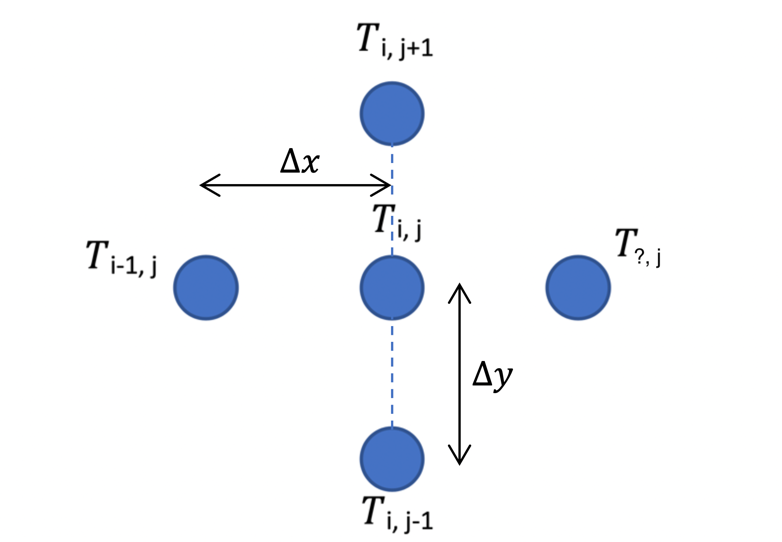 T i, j+1
Δx
T i, j
T i-1, j
T ?, j
Δy
T i, j-1